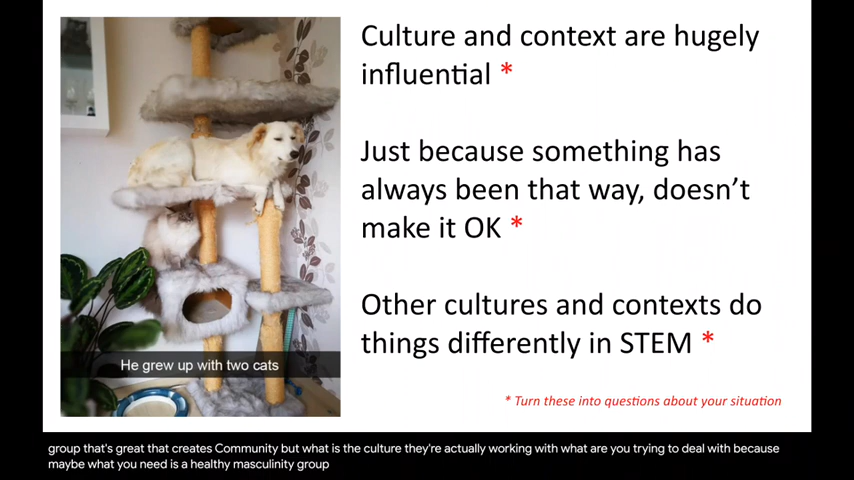 Culture and context are hugely
influential *
Just because something has
always been that way, doesn't
make it OK *
Other cultures and contexts do
things differently in STEM *
* Turn these into questions about your situation
He grew up with two cats
group that's great that creates Community but what is the culture they're actually working with what are you trying to deal with because
maybe what you need is a healthy masculinity group